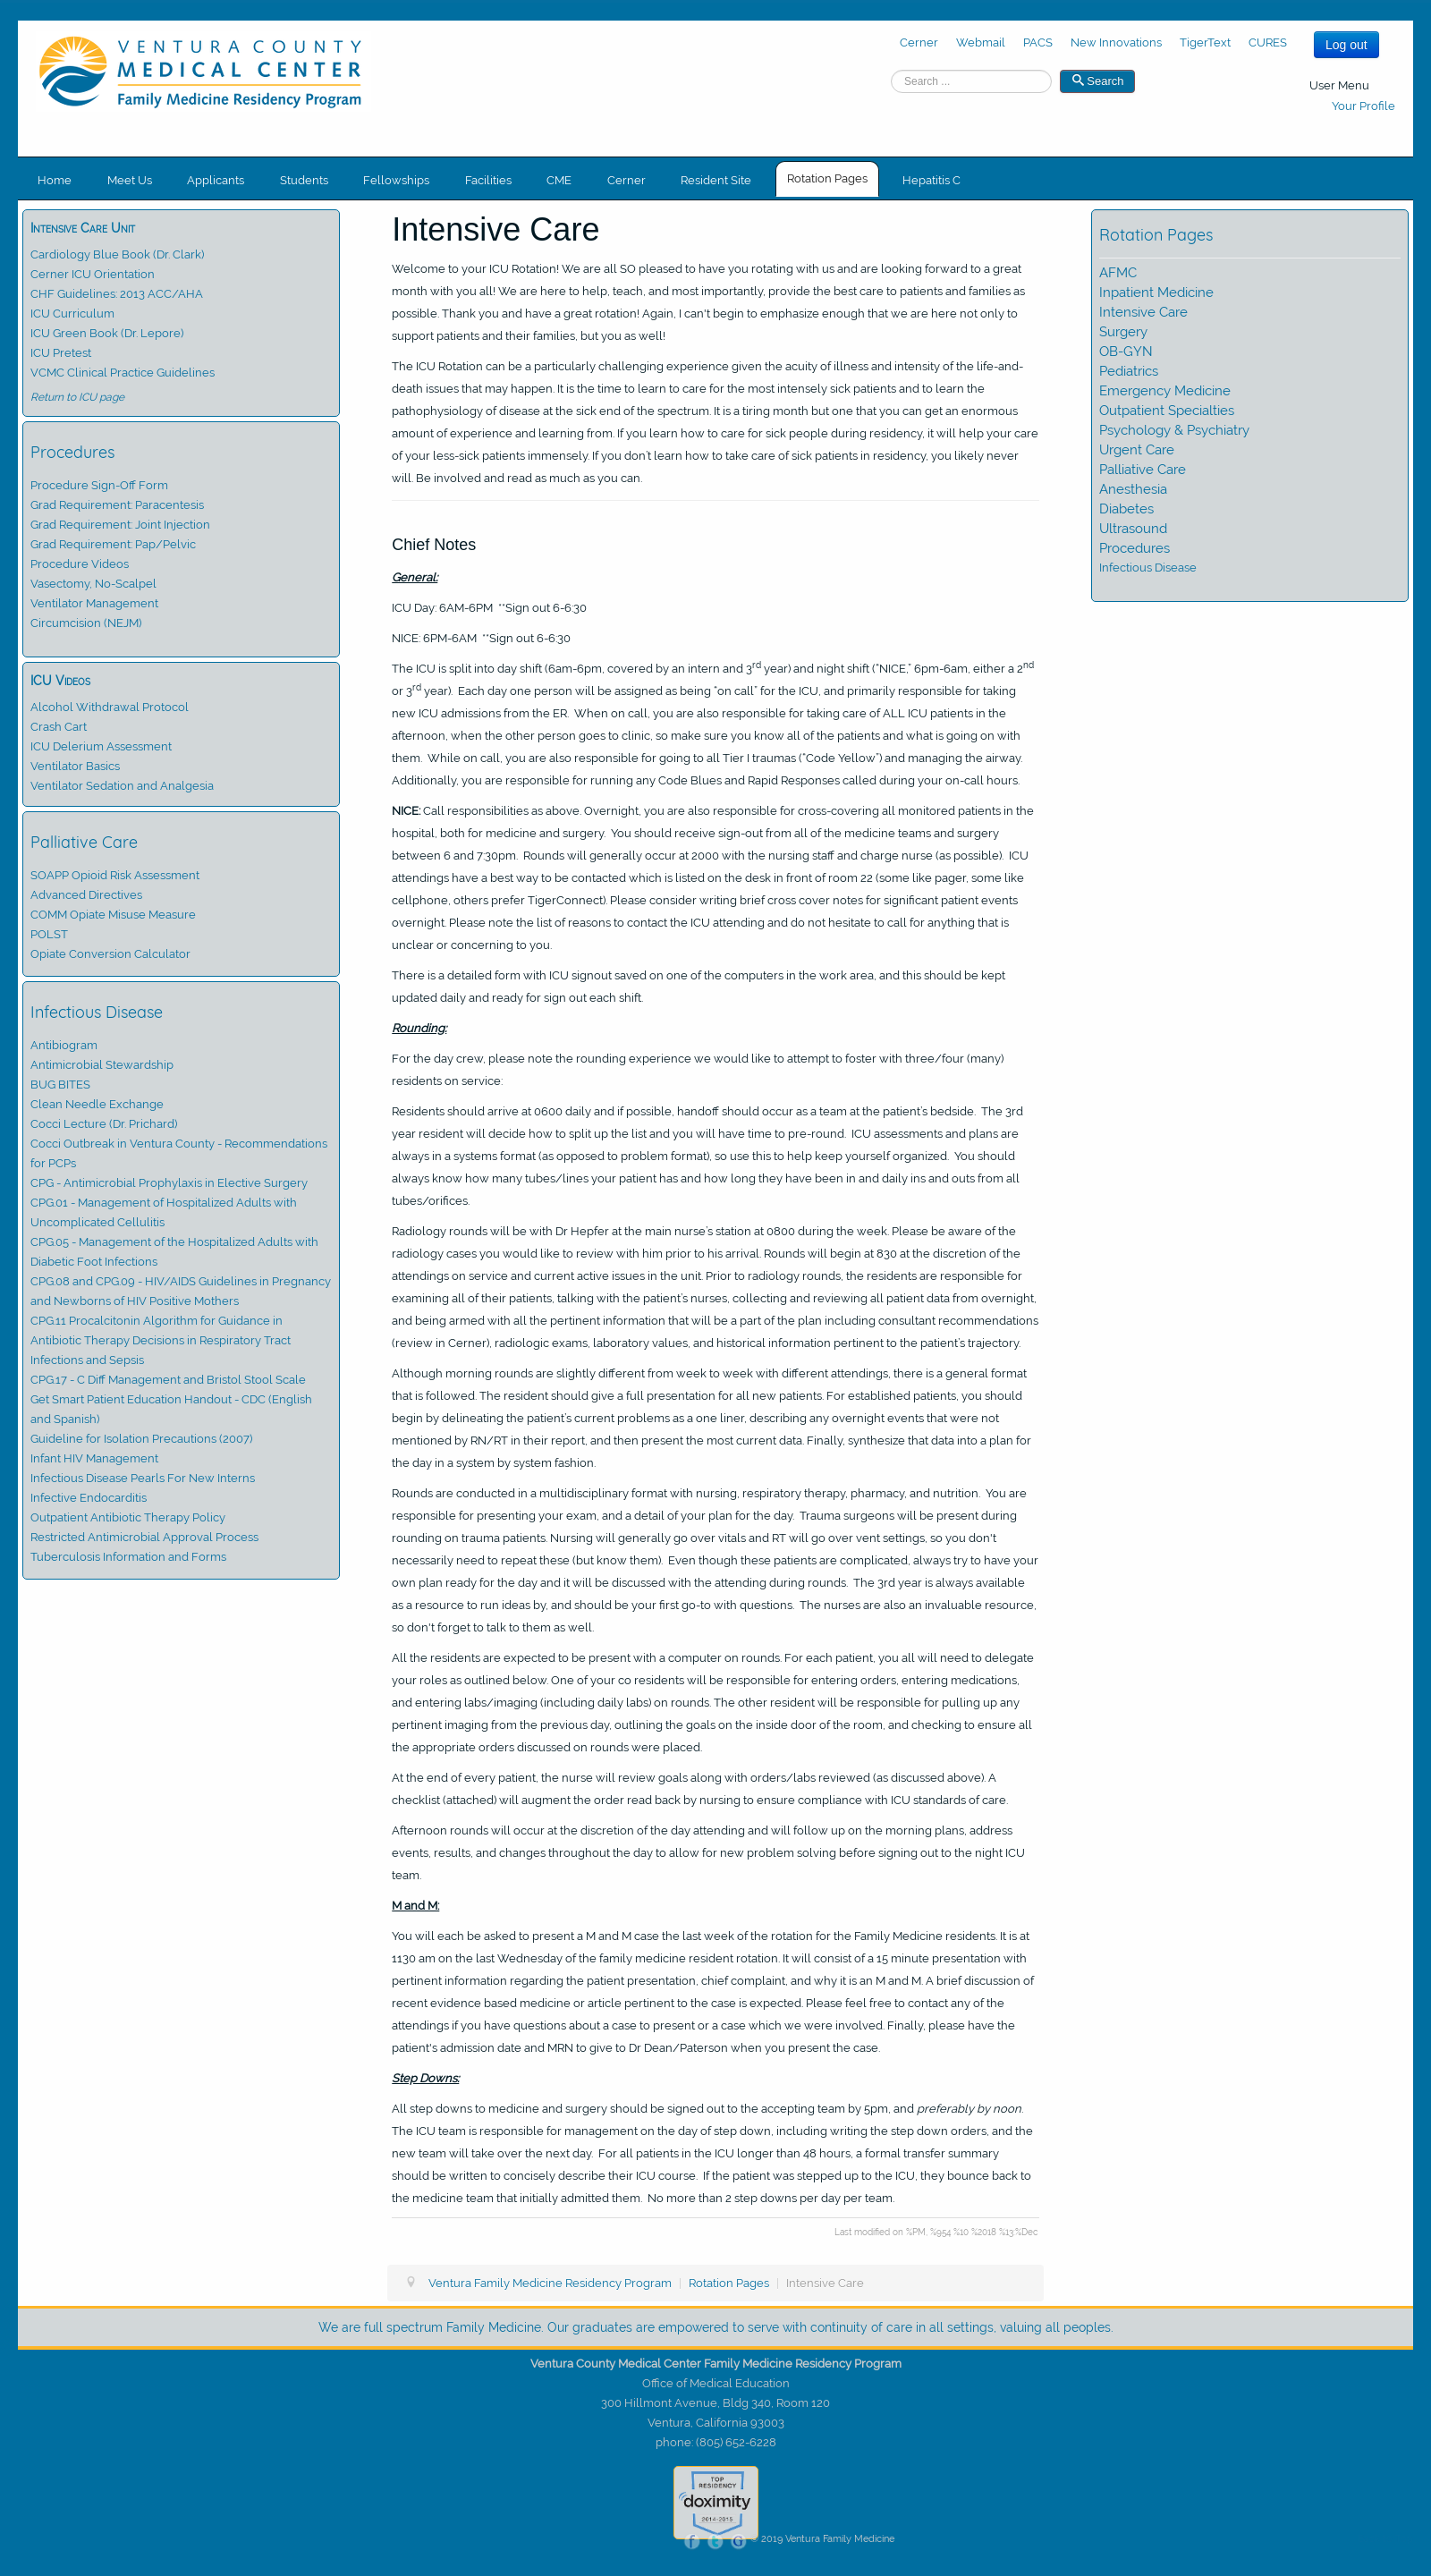 VENTURA COUNTY
MEDICAL CENTER
Family Medicine Residency Program
Cerner Webmail PACS New Innovations TigerText CURES
Log out
Search ...
Search
User Menu
Your Profile
Home Meet Us Applicants Students Fellowships Facilities CME Cerner Resident Site Rotation Pages Hepatitis C
Intensive Care Unit
Cardiology Blue Book (Dr. Clark)
Cerner ICU Orientation
CHF Guidelines: 2013 ACC/AHA
ICU Curriculum
ICU Green Book (Dr. Lepore)
ICU Pretest
VCMC Clinical Practice Guidelines
Return to ICU page
Procedures
Procedure Sign-Off Form
Grad Requirement: Paracentesis
Grad Requirement: Joint Injection
Grad Requirement: Pap/Pelvic
Procedure Videos
Vasectomy, No-Scalpel
Ventilator Management
Circumcision (NEJM)
ICU Videos
Alcohol Withdrawal Protocol
Crash Cart
ICU Delerium Assessment
Ventilator Basics
Ventilator Sedation and Analgesia
Palliative Care
SOAPP Opioid Risk Assessment
Advanced Directives
COMM Opiate Misuse Measure
POLST
Opiate Conversion Calculator
Infectious Disease
Antibiogram
Antimicrobial Stewardship
BUG BITES
Clean Needle Exchange
Cocci Lecture (Dr. Prichard)
Cocci Outbreak in Ventura County - Recommendations
for PCPs
CPG - Antimicrobial Prophylaxis in Elective Surgery
CPG.01 - Management of Hospitalized Adults with
Uncomplicated Cellulitis
CPG.05 - Management of the Hospitalized Adults with
Diabetic Foot Infections
CPG.08 and CPG.09 - HIV/AIDS Guidelines in Pregnancy
and Newborns of HIV Positive Mothers
CPG.11 Procalcitonin Algorithm for Guidance in
Antibiotic Therapy Decisions in Respiratory Tract
Infections and Sepsis
CPG.17 - C Diff Management and Bristol Stool Scale
Get Smart Patient Education Handout - CDC (English
and Spanish)
Guideline for Isolation Precautions (2007)
Infant HIV Management
Infectious Disease Pearls For New Interns
Infective Endocarditis
Outpatient Antibiotic Therapy Policy
Restricted Antimicrobial Approval Process
Tuberculosis Information and Forms
Intensive Care
Welcome to your ICU Rotation! We are all SO pleased to have you rotating with us and are looking forward to a great
month with you all! We are here to help, teach, and most importantly, provide the best care to patients and families as
possible. Thank you and have a great rotation! Again, I can't begin to emphasize enough that we are here not only to
support patients and their families, but you as well!
The ICU Rotation can be a particularly challenging experience given the acuity of illness and intensity of the life-and-
death issues that may happen. It is the time to learn to care for the most intensely sick patients and to learn the
pathophysiology of disease at the sick end of the spectrum. It is a tiring month but one that you can get an enormous
amount of experience and learning from. If you learn how to care for sick people during residency, it will help your care
of your less-sick patients immensely. If you don't learn how to take care of sick patients in residency, you likely never
will. Be involved and read as much as you can.
Chief Notes
General:
ICU Day: 6AM-6PM **Sign out 6-6:30
NICE: 6PM-6AM **Sign out 6-6:30
The ICU is split into day shift (6am-6pm, covered by an intern and 3rd year) and night shift ("NICE," 6pm-6am, either a 2nd
or 3rd year). Each day one person will be assigned as being "on call" for the ICU, and primarily responsible for taking
new ICU admissions from the ER. When on call, you are also responsible for taking care of ALL ICU patients in the
afternoon, when the other person goes to clinic, so make sure you know all of the patients and what is going on with
them. While on call, you are also responsible for going to all Tier I traumas ("Code Yellow") and managing the airway.
Additionally, you are responsible for running any Code Blues and Rapid Responses called during your on-call hours.
NICE: Call responsibilities as above. Overnight, you are also responsible for cross-covering all monitored patients in the
hospital, both for medicine and surgery. You should receive sign-out from all of the medicine teams and surgery
between 6 and 7:30pm. Rounds will generally occur at 2000 with the nursing staff and charge nurse (as possible). ICU
attendings have a best way to be contacted which is listed on the desk in front of room 22 (some like pager, some like
cellphone, others prefer TigerConnect). Please consider writing brief cross cover notes for significant patient events
overnight. Please note the list of reasons to contact the ICU attending and do not hesitate to call for anything that is
unclear or concerning to you.
There is a detailed form with ICU signout saved on one of the computers in the work area, and this should be kept
updated daily and ready for sign out each shift.
Rounding:
For the day crew, please note the rounding experience we would like to attempt to foster with three/four (many)
residents on service:
Residents should arrive at 0600 daily and if possible, handoff should occur as a team at the patient's bedside. The 3rd
year resident will decide how to split up the list and you will have time to pre-round. ICU assessments and plans are
always in a systems format (as opposed to problem format), so use this to help keep yourself organized. You should
always know how many tubes/lines your patient has and how long they have been in and daily ins and outs from all
tubes/orifices.
Radiology rounds will be with Dr Hepfer at the main nurse's station at 0800 during the week. Please be aware of the
radiology cases you would like to review with him prior to his arrival. Rounds will begin at 830 at the discretion of the
attendings on service and current active issues in the unit. Prior to radiology rounds, the residents are responsible for
examining all of their patients, talking with the patient's nurses, collecting and reviewing all patient data from overnight,
and being armed with all the pertinent information that will be a part of the plan including consultant recommendations
(review in Cerner), radiologic exams, laboratory values, and historical information pertinent to the patient's trajectory.
Although morning rounds are slightly different from week to week with different attendings, there is a general format
that is followed. The resident should give a full presentation for all new patients. For established patients, you should
begin by delineating the patient's current problems as a one liner, describing any overnight events that were not
mentioned by RN/RT in their report, and then present the most current data. Finally, synthesize that data into a plan for
the day in a system by system fashion.
Rounds are conducted in a multidisciplinary format with nursing, respiratory therapy, pharmacy, and nutrition. You are
responsible for presenting your exam, and a detail of your plan for the day. Trauma surgeons will be present during
rounding on trauma patients. Nursing will generally go over vitals and RT will go over vent settings, so you don't
necessarily need to repeat these (but know them). Even though these patients are complicated, always try to have your
own plan ready for the day and it will be discussed with the attending during rounds. The 3rd year is always available
as a resource to run ideas by, and should be your first go-to with questions. The nurses are also an invaluable resource,
so don't forget to talk to them as well.
All the residents are expected to be present with a computer on rounds. For each patient, you all will need to delegate
your roles as outlined below. One of your co residents will be responsible for entering orders, entering medications,
and entering labs/imaging (including daily labs) on rounds. The other resident will be responsible for pulling up any
pertinent imaging from the previous day, outlining the goals on the inside door of the room, and checking to ensure all
the appropriate orders discussed on rounds were placed.
At the end of every patient, the nurse will review goals along with orders/labs reviewed (as discussed above). A
checklist (attached) will augment the order read back by nursing to ensure compliance with ICU standards of care.
Afternoon rounds will occur at the discretion of the day attending and will follow up on the morning plans, address
events, results, and changes throughout the day to allow for new problem solving before signing out to the night ICU
team.
M and M:
You will each be asked to present a M and M case the last week of the rotation for the Family Medicine residents. It is at
1130 am on the last Wednesday of the family medicine resident rotation. It will consist of a 15 minute presentation with
pertinent information regarding the patient presentation, chief complaint, and why it is an M and M. A brief discussion of
recent evidence based medicine or article pertinent to the case is expected. Please feel free to contact any of the
attendings if you have questions about a case to present or a case which we were involved. Finally, please have the
patient's admission date and MRN to give to Dr Dean/Paterson when you present the case.
Step Downs:
All step downs to medicine and surgery should be signed out to the accepting team by 5pm, and preferably by noon.
The ICU team is responsible for management on the day of step down, including writing the step down orders, and the
new team will take over the next day. For all patients in the ICU longer than 48 hours, a formal transfer summary
should be written to concisely describe their ICU course. If the patient was stepped up to the ICU, they bounce back to
the medicine team that initially admitted them. No more than 2 step downs per day per team.
Last modified on %PM, %954 %10 %2018 %13:%Dec
Ventura Family Medicine Residency Program | Rotation Pages | Intensive Care
Rotation Pages
AFMC
Inpatient Medicine
Intensive Care
Surgery
OB-GYN
Pediatrics
Emergency Medicine
Outpatient Specialties
Psychology & Psychiatry
Urgent Care
Palliative Care
Anesthesia
Diabetes
Ultrasound
Procedures
Infectious Disease
We are full spectrum Family Medicine. Our graduates are empowered to serve with continuity of care in all settings, valuing all peoples.
Ventura County Medical Center Family Medicine Residency Program
Office of Medical Education
300 Hillmont Avenue, Bldg 340, Room 120
Ventura, California 93003
phone: (805) 652-6228
TOP
RESIDENCY
doximity
2014-2015
f t G © 2019 Ventura Family Medicine